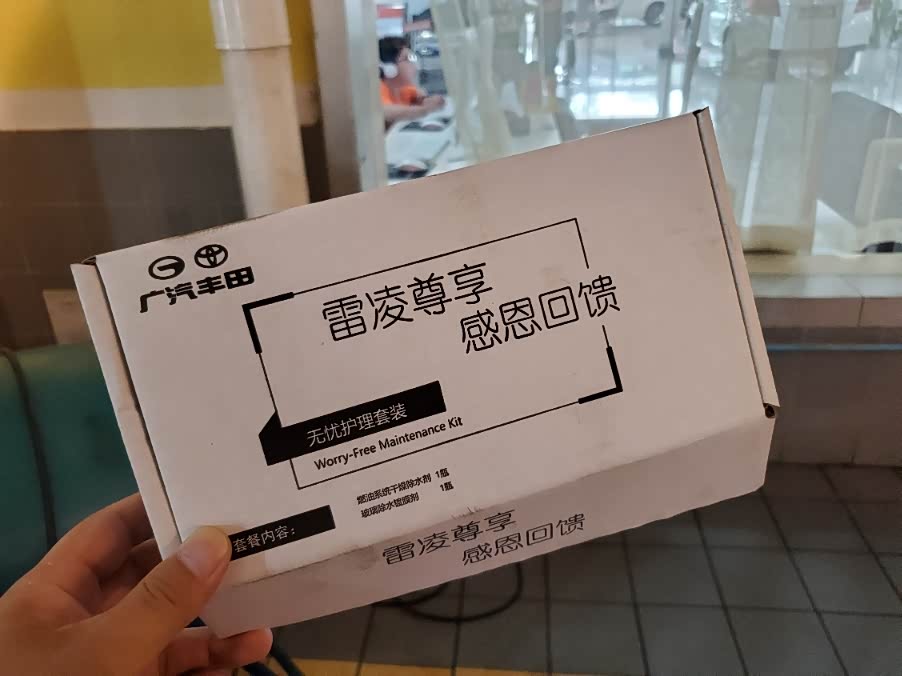 广汽丰田
雷凌尊享
感恩回馈
无忧护理套装
Worry-Free Maintenance Kit
套餐内容：
燃油系统干燥除水剂 1瓶
玻璃除水镀膜剂 1瓶
雷凌尊享
感恩回馈